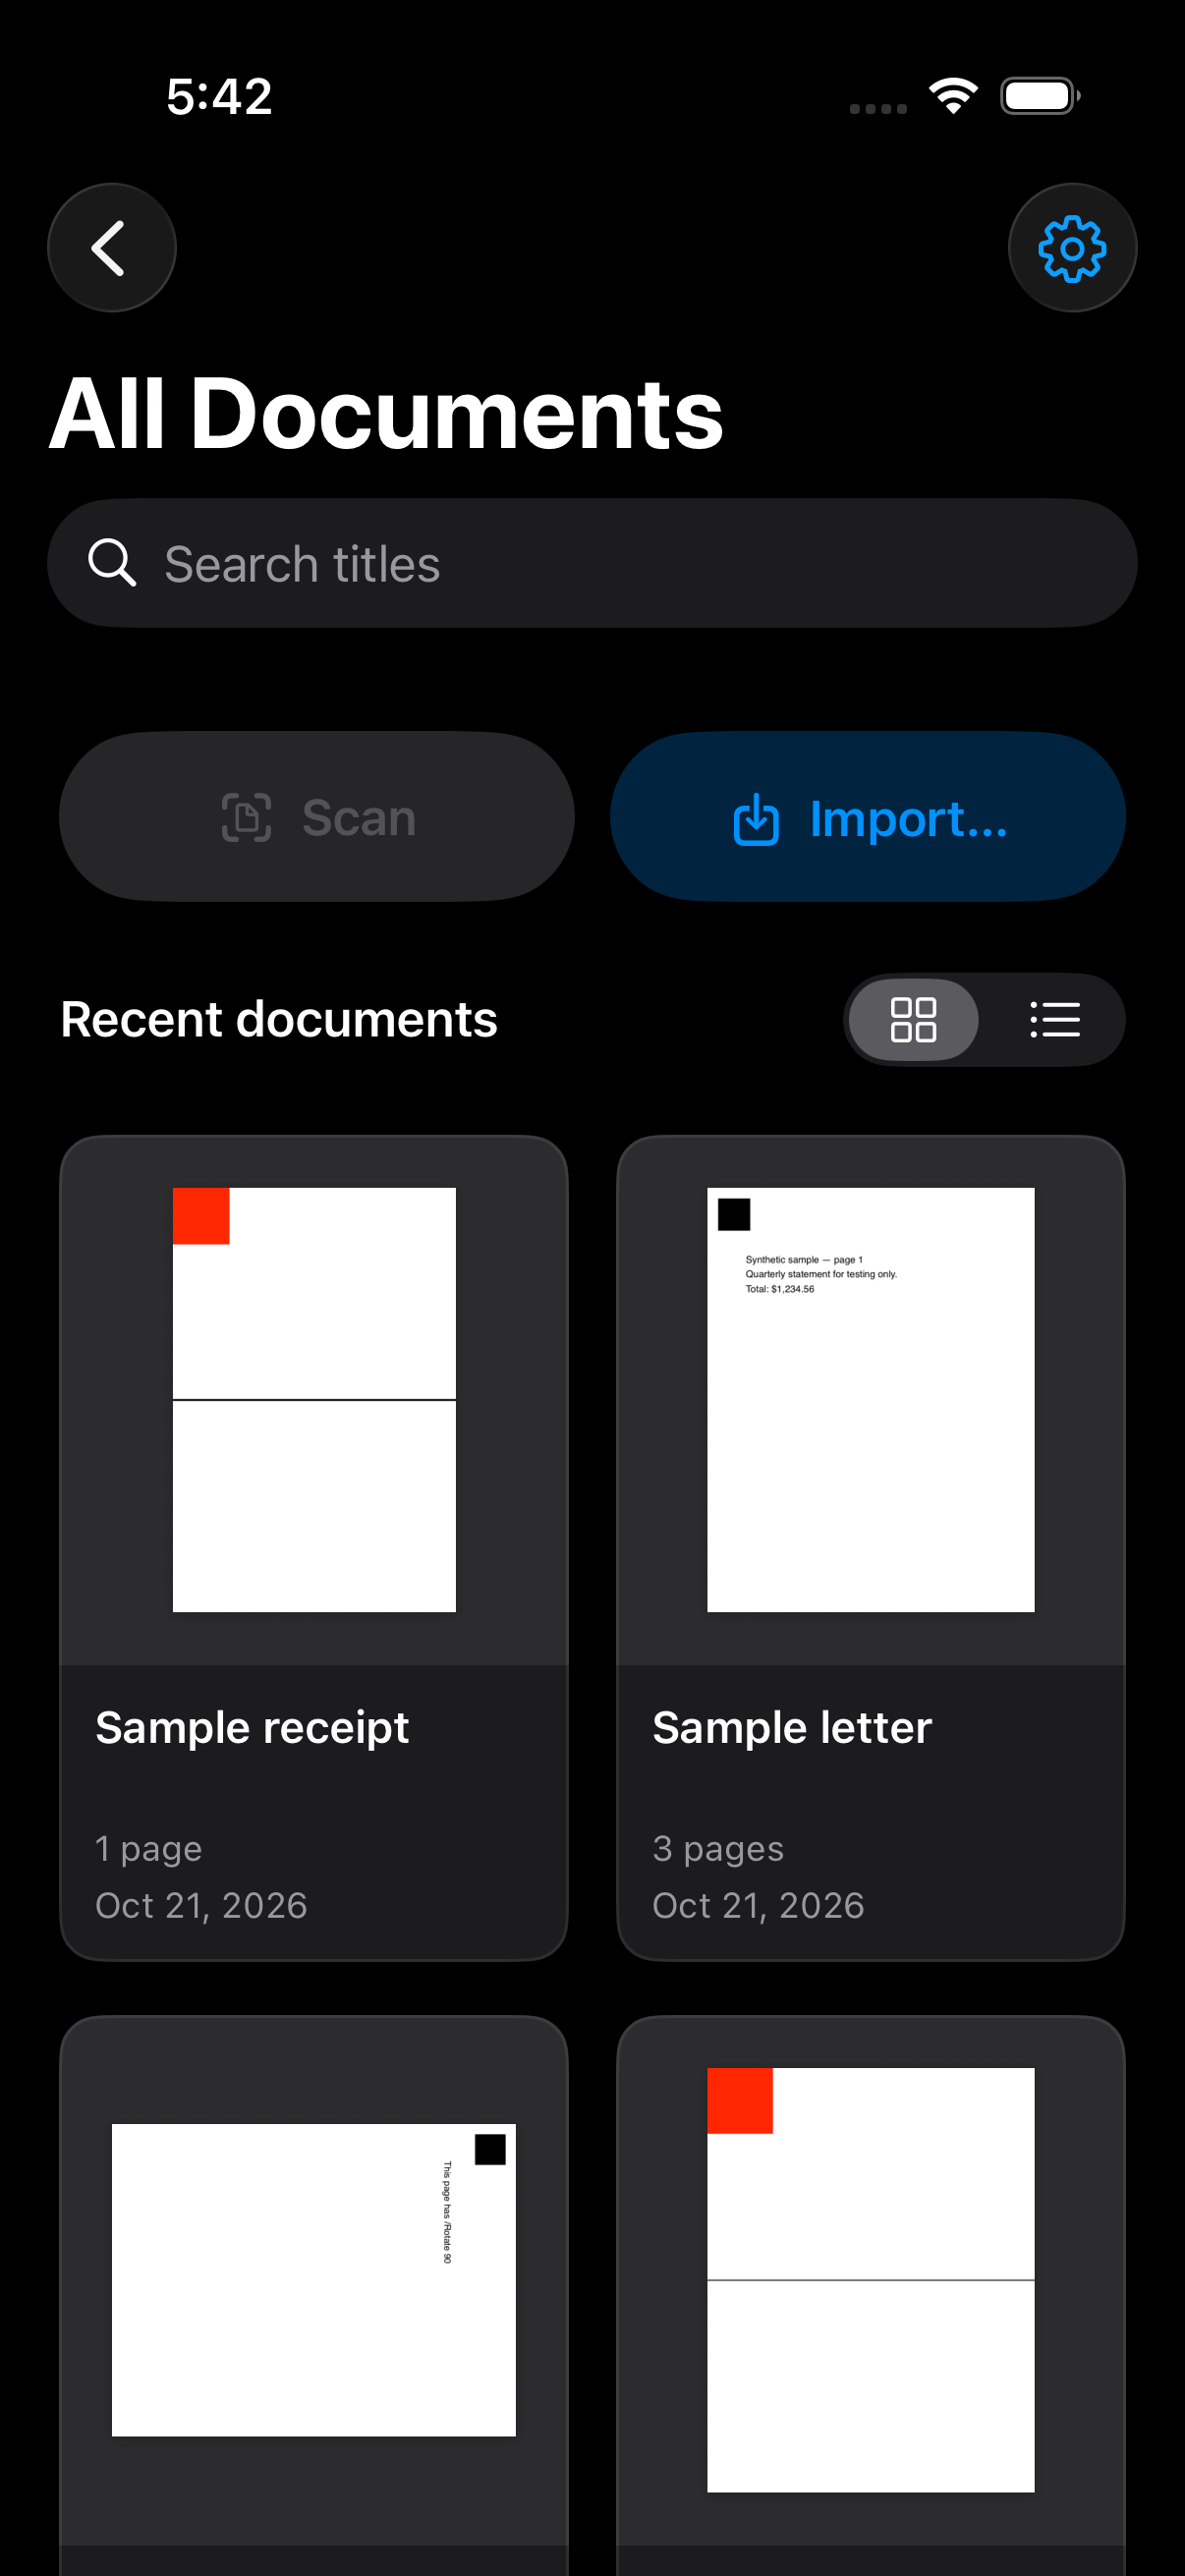 5:42
All Documents
Search titles
Scan
Import...
Recent documents
Synthetic sample — page 1
Quarterly statement for testing only.
Total: $1,234.56
Sample receipt
1 page
Oct 21, 2026
Sample letter
3 pages
Oct 21, 2026
This page has /Rotate 90